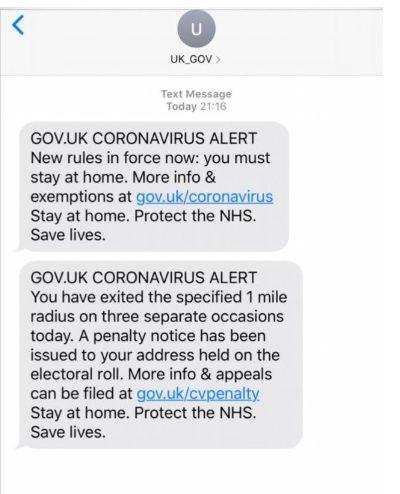 U
UK_GOV >
Text Message
Today 21:16
GOV.UK CORONAVIRUS ALERT
New rules in force now: you must
stay at home. More info &
exemptions at gov.uk/coronavirus
Stay at home. Protect the NHS.
Save lives.
GOV.UK CORONAVIRUS ALERT
You have exited the specified 1 mile
radius on three separate occasions
today. A penalty notice has been
issued to your address held on the
electoral roll. More info & appeals
can be filed at gov.uk/cvpenalty
Stay at home. Protect the NHS.
Save lives.